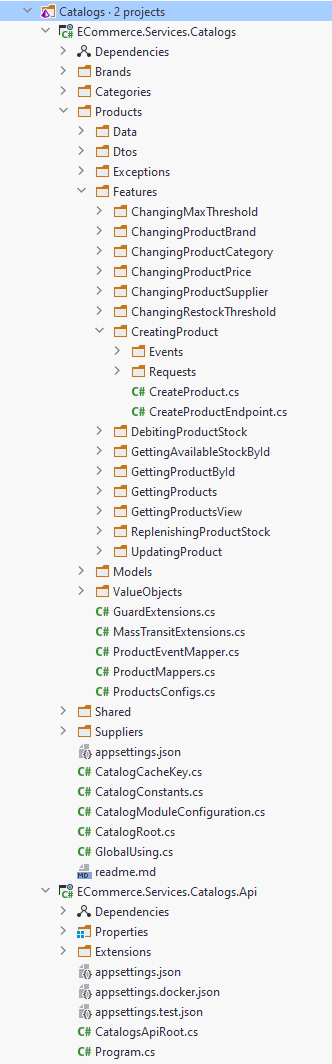 Catalogs · 2 projects
ECommerce.Services.Catalogs
Dependencies
Brands
Categories
Products
Data
Dtos
Exceptions
Features
ChangingMaxThreshold
ChangingProductBrand
ChangingProductCategory
ChangingProductPrice
ChangingProductSupplier
ChangingRestockThreshold
CreatingProduct
Events
Requests
C# CreateProduct.cs
C# CreateProductEndpoint.cs
DebitingProductStock
GettingAvailableStockById
GettingProductById
GettingProducts
GettingProductsView
ReplenishingProductStock
UpdatingProduct
Models
ValueObjects
C# GuardExtensions.cs
C# MassTransitExtensions.cs
C# ProductEventMapper.cs
C# ProductMappers.cs
C# ProductsConfigs.cs
Shared
Suppliers
appsettings.json
C# CatalogCacheKey.cs
C# CatalogConstants.cs
C# CatalogModuleConfiguration.cs
C# CatalogRoot.cs
C# GlobalUsing.cs
MD readme.md
ECommerce.Services.Catalogs.Api
Dependencies
Properties
Extensions
appsettings.json
appsettings.docker.json
appsettings.test.json
C# CatalogsApiRoot.cs
C# Program.cs